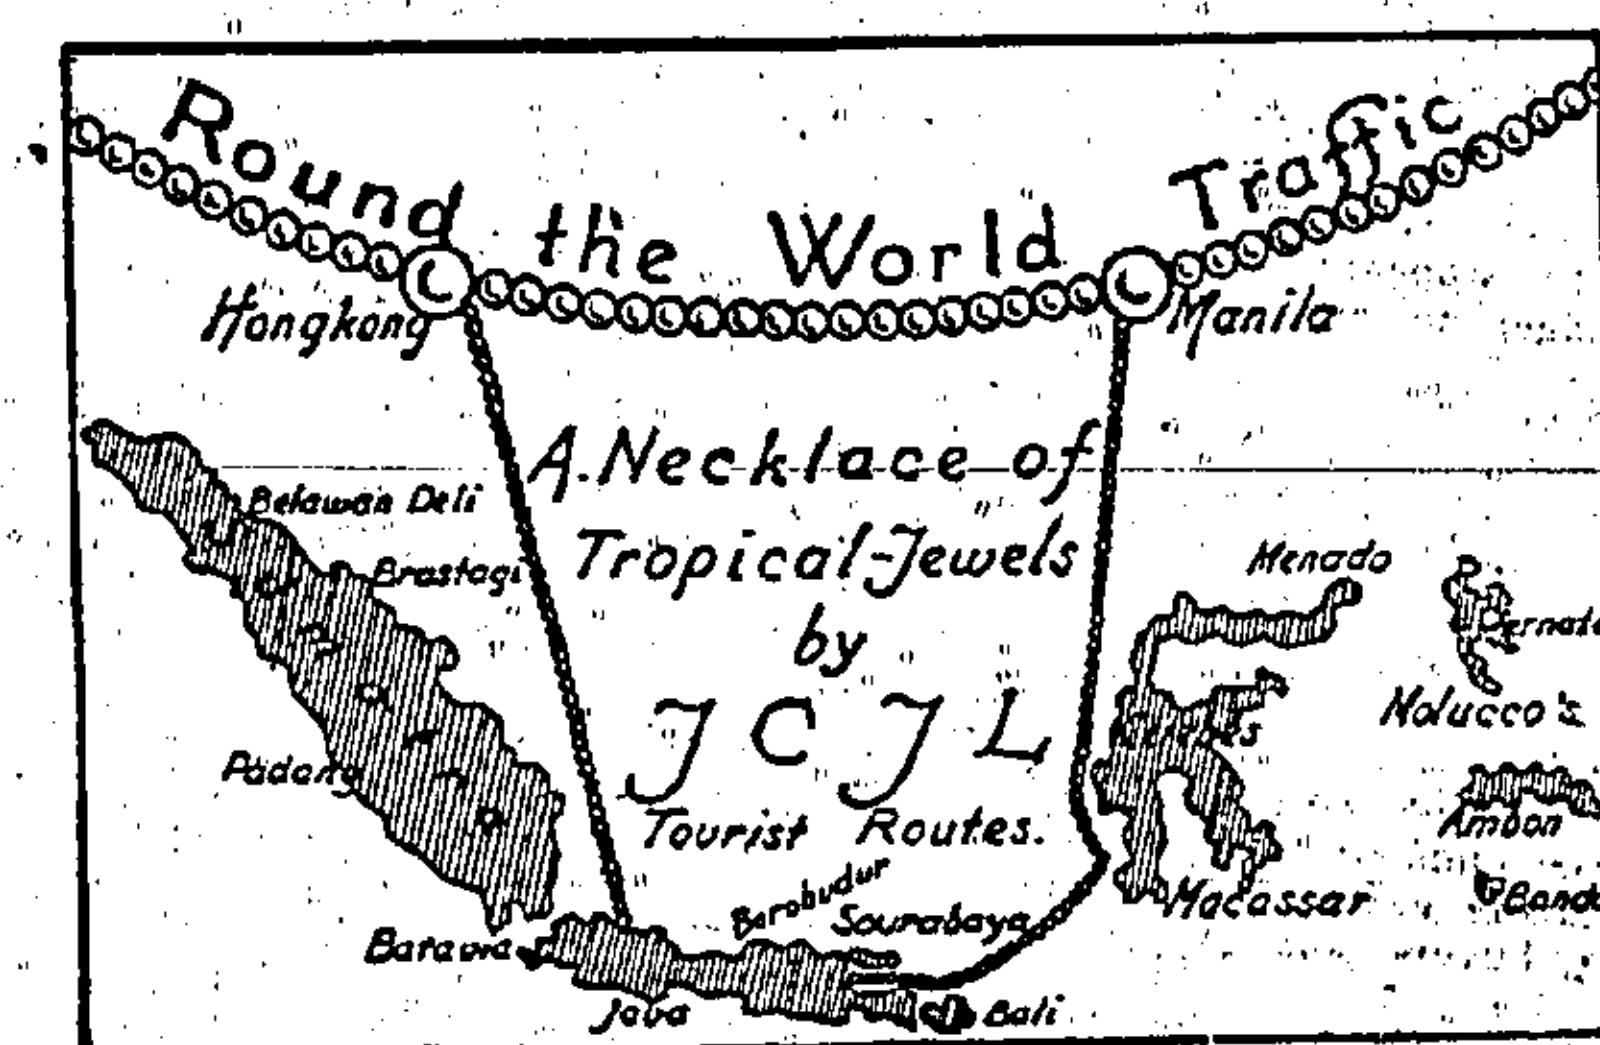 Round the World Traffic
Hongkong
Manila
A Necklace of
Tropical-Jewels
by
J C J L
Tourist Routes.
Belawan Deli
Brastagi
Padang
Menado
Celebes
Molucco's
Ambon
Macassar
Barobudur
Sourabaya
Batavia
Java
Bali